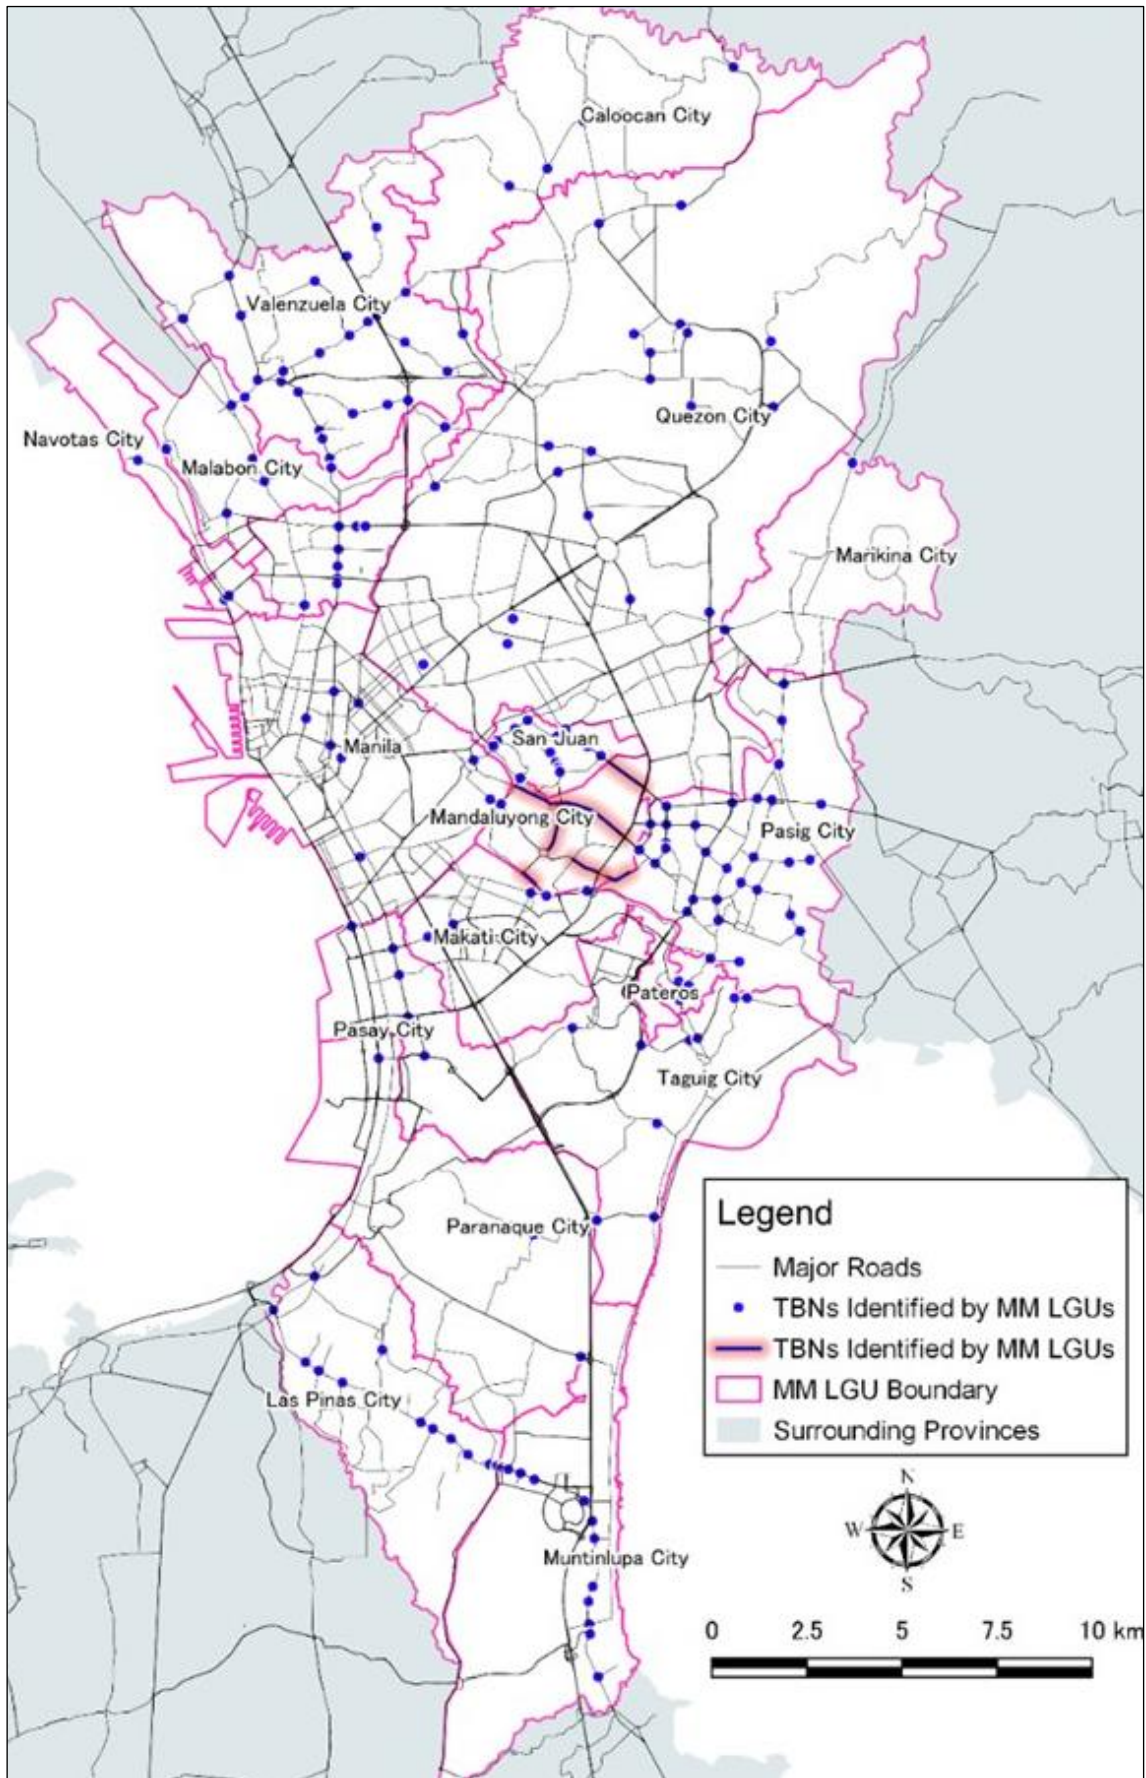 Caloocan City
Valenzuela City
Quezon City
Navotas City
Malabon City
Marikina City
San Juan
Manila
Mandaluyong City
Pasig City
Makati City
Pateros
Pasay City
Taguig City
Paranaque City
Las Pinas City
Muntinlupa City
Legend
Major Roads
TBNs Identified by MM LGUs
TBNs Identified by MM LGUs
MM LGU Boundary
Surrounding Provinces
N
W E
S
0 2.5 5 7.5 10 km